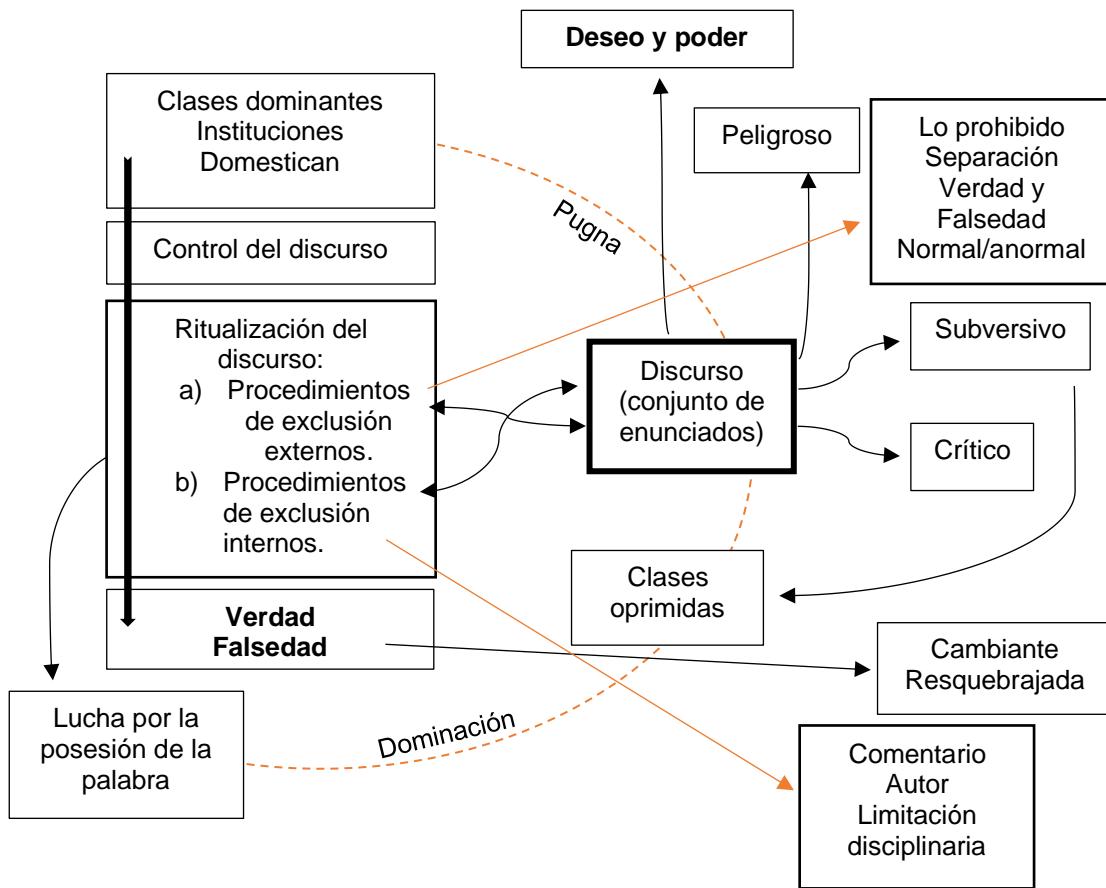 Deseo y poder
Clases dominantes
Instituciones
Domestican
Peligroso
Lo prohibido
Separación
Verdad y
Falsedad
Normal/anormal
Pugna
Control del discurso
Ritualización del
discurso:
a) Procedimientos
de exclusión
externos.
b) Procedimientos
de exclusión
internos.
Discurso
(conjunto de
enunciados)
Subversivo
Crítico
Clases
oprimidas
Verdad
Falsedad
Cambiante
Resquebrajada
Lucha por la
posesión de la
palabra
Dominación
Comentario
Autor
Limitación
disciplinaria